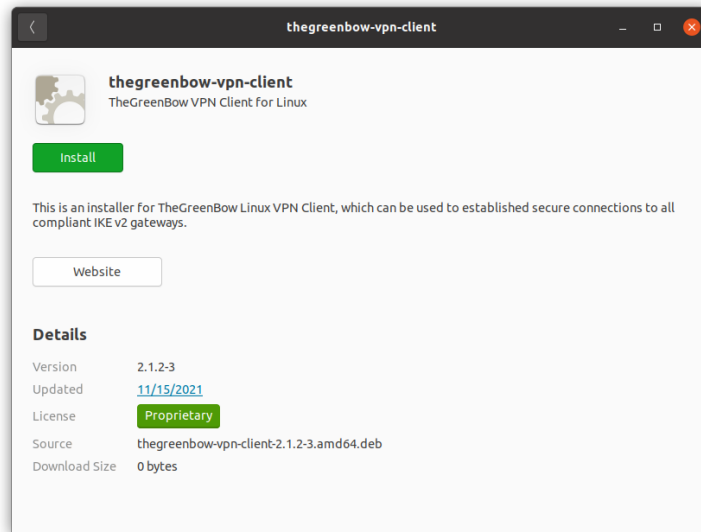 thegreenbow-vpn-client
thegreenbow-vpn-client
TheGreenBow VPN Client for Linux
Install
This is an installer for TheGreenBow Linux VPN Client, which can be used to established secure connections to all
compliant IKE v2 gateways.
Website
Details
Version 2.1.2-3
Updated 11/15/2021
License Proprietary
Source thegreenbow-vpn-client-2.1.2-3.amd64.deb
Download Size 0 bytes